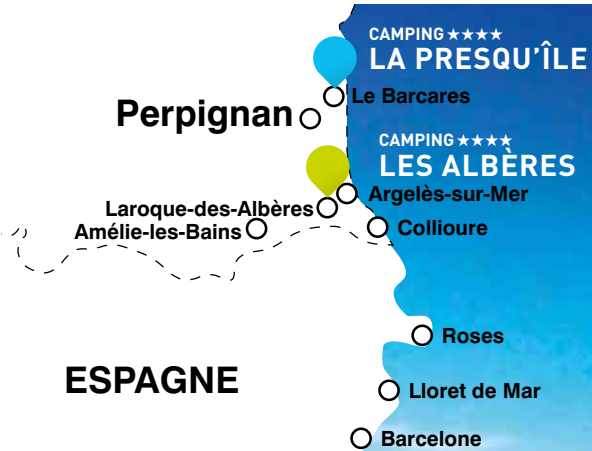 CAMPING ★★★★
LA PRESQU'ÎLE
Le Barcares
Perpignan
CAMPING ★★★★
LES ALBÈRES
Argelès-sur-Mer
Laroque-des-Albères
Amélie-les-Bains
Collioure
Roses
ESPAGNE
Lloret de Mar
Barcelone